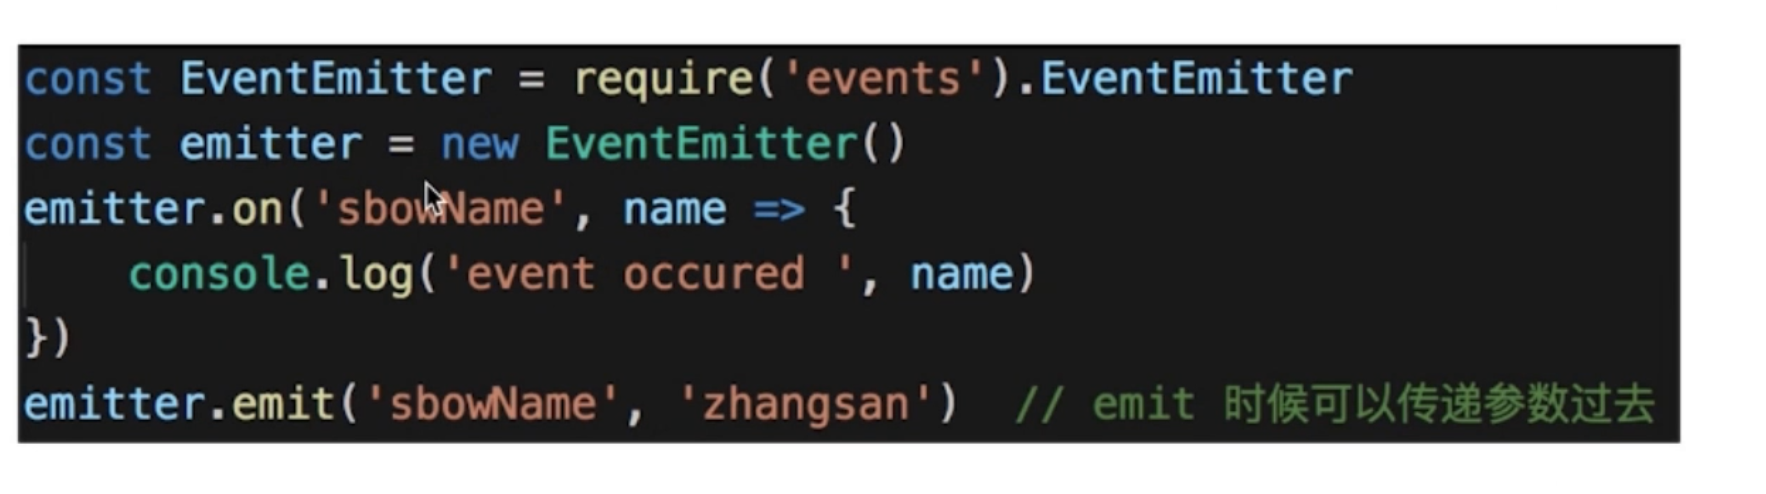 const EventEmitter = require('events').EventEmitter
const emitter = new EventEmitter()
emitter.on('sbowName', name => {
    console.log('event occured ', name)
})
emitter.emit('sbowName', 'zhangsan')  // emit 时候可以传递参数过去